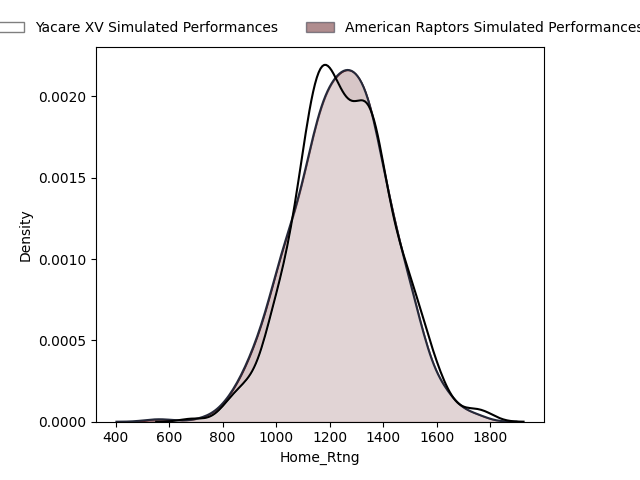 Yacare XV Simulated Performances
American Raptors Simulated Performances
0.0020
0.0015
0.0010
0.0005
0.0000
Density
400 600 800 1000 1200 1400 1600 1800
Home_Rtng